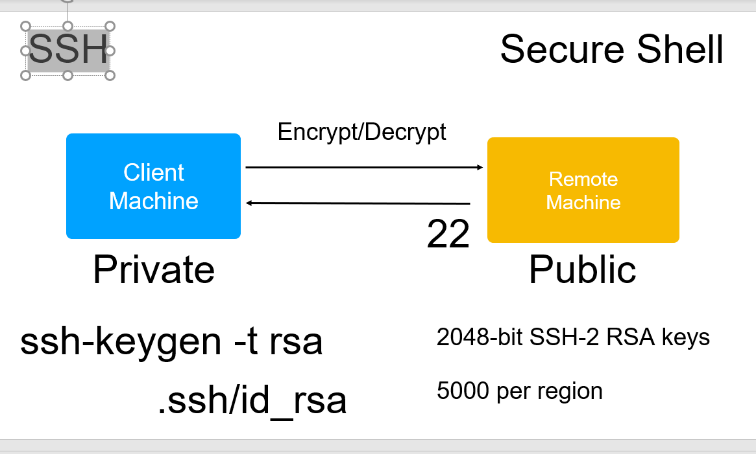 SSH
Secure Shell
Encrypt/Decrypt
Client
Machine
Remote
Machine
22
Private
Public
ssh-keygen -t rsa
2048-bit SSH-2 RSA keys
.ssh/id_rsa
5000 per region